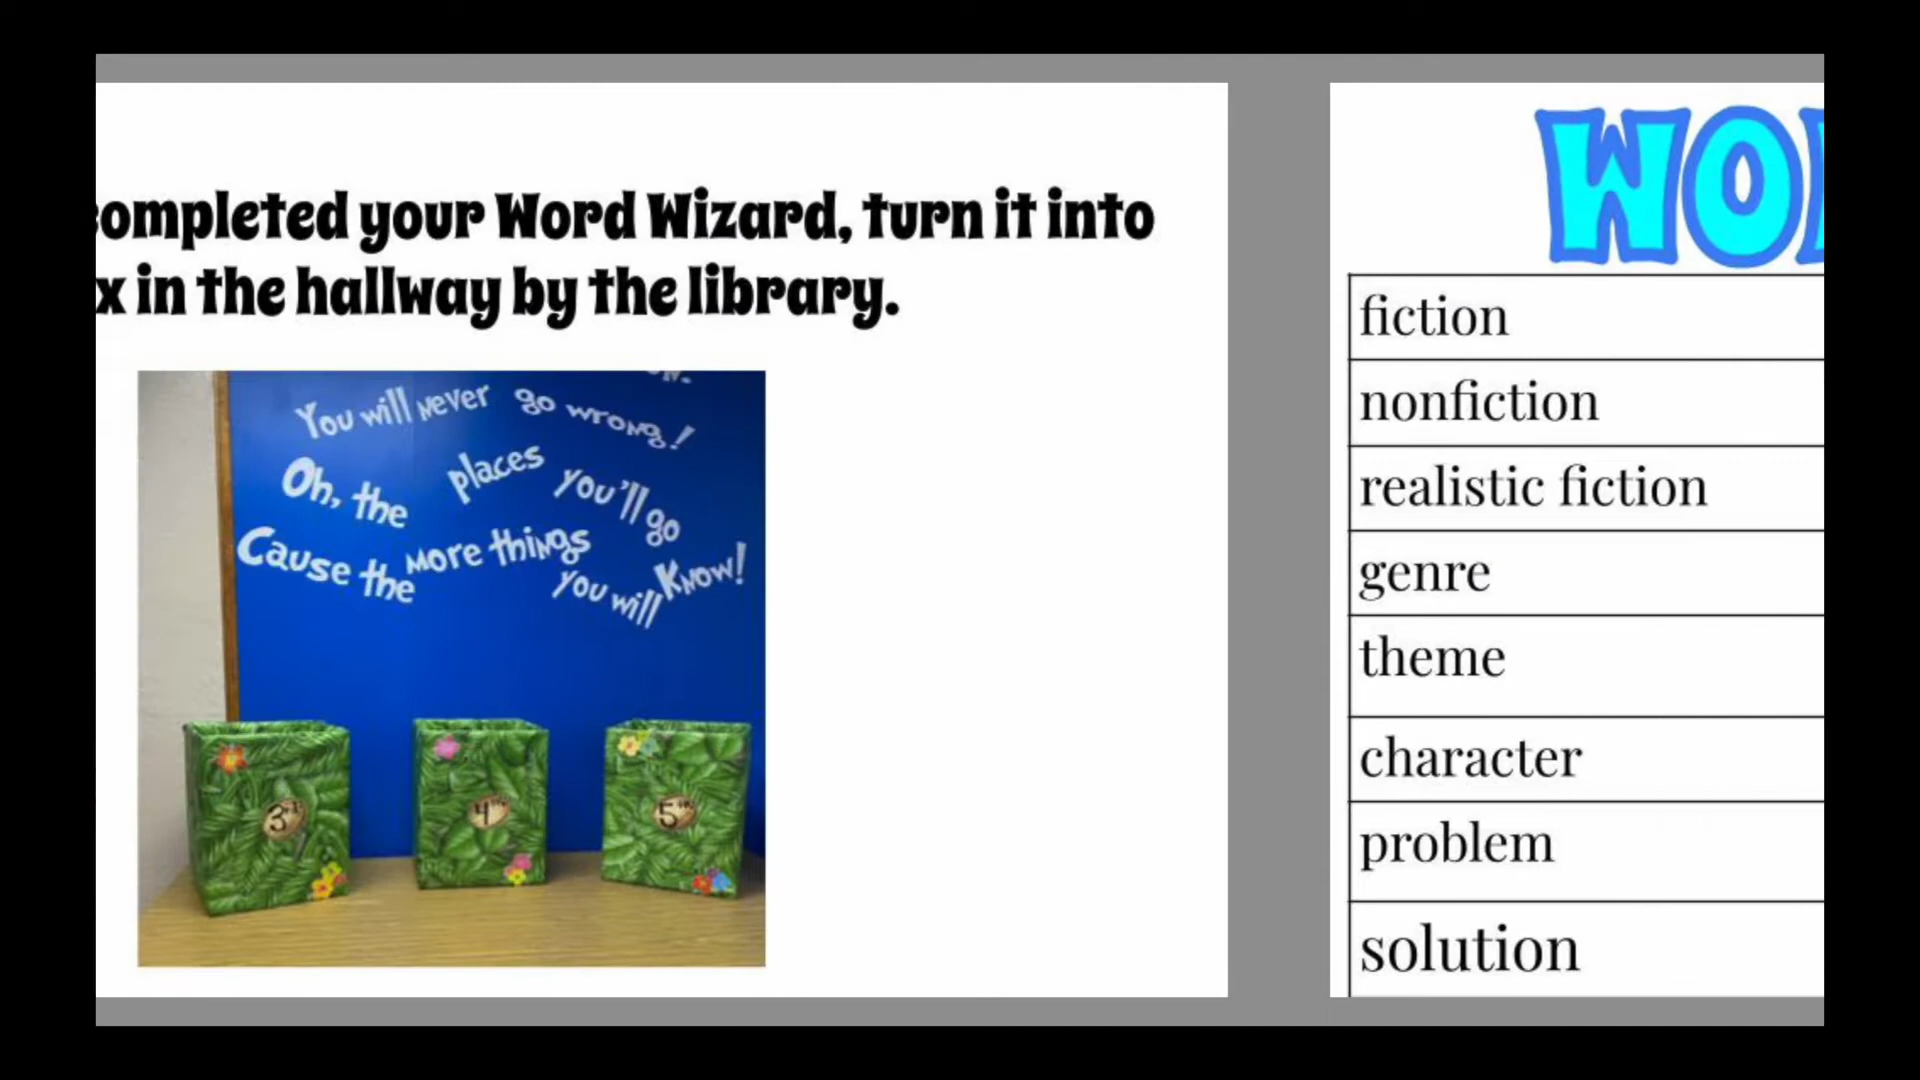 ompleted your Word Wizard, turn it into
x in the hallway by the library.
You will never go wrong!
Oh, the places you'll go
Cause the more things
you will know!
3rd
4th
5th
WO
fiction
nonfiction
realistic fiction
genre
theme
character
problem
solution